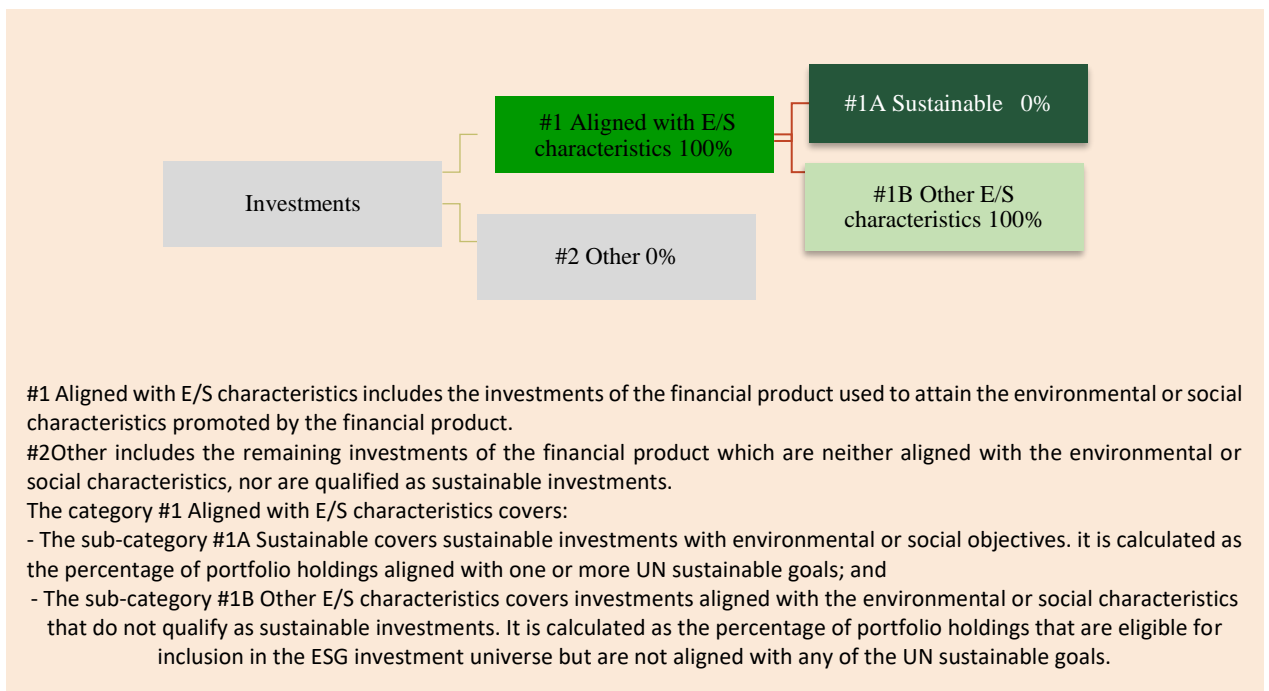 #1A Sustainable 0%
#1 Aligned with E/S
characteristics 100%
Investments
#1B Other E/S
characteristics 100%
#2 Other 0%
#1 Aligned with E/S characteristics includes the investments of the financial product used to attain the environmental or social
characteristics promoted by the financial product.
#2Other includes the remaining investments of the financial product which are neither aligned with the environmental or
social characteristics, nor are qualified as sustainable investments.
The category #1 Aligned with E/S characteristics covers:
- The sub-category #1A Sustainable covers sustainable investments with environmental or social objectives. it is calculated as
the percentage of portfolio holdings aligned with one or more UN sustainable goals; and
- The sub-category #1B Other E/S characteristics covers investments aligned with the environmental or social characteristics
that do not qualify as sustainable investments. It is calculated as the percentage of portfolio holdings that are eligible for
inclusion in the ESG investment universe but are not aligned with any of the UN sustainable goals.